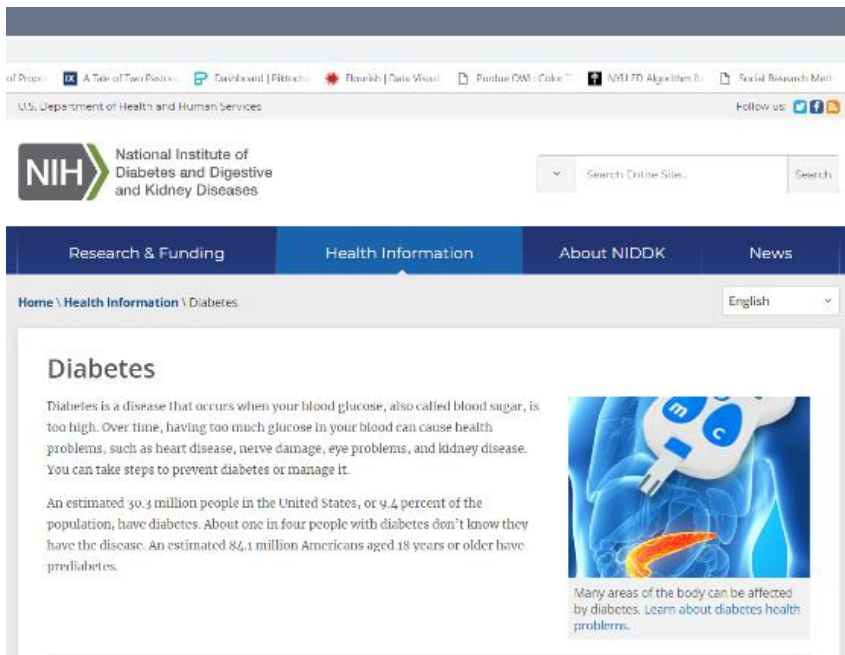 A Tale of Two Pastors
Dashboard | Piktoch
Flourish | Data Visual
Purdue OWL: Color T
Social Research Meth
U.S. Department of Health and Human Services
Follow us:
NIH
National Institute of
Diabetes and Digestive
and Kidney Diseases
Search Entire Site...
Search
Research & Funding
Health Information
About NIDDK
News
Home \ Health Information \ Diabetes
English
Diabetes
Diabetes is a disease that occurs when your blood glucose, also called blood sugar, is
too high. Over time, having too much glucose in your blood can cause health
problems, such as heart disease, nerve damage, eye problems, and kidney disease.
You can take steps to prevent diabetes or manage it.
An estimated 30.3 million people in the United States, or 9.4 percent of the
population, have diabetes. About one in four people with diabetes don't know they
have the disease. An estimated 84.1 million Americans aged 18 years or older have
prediabetes.
m
c
Many areas of the body can be affected
by diabetes. Learn about diabetes health
problems.